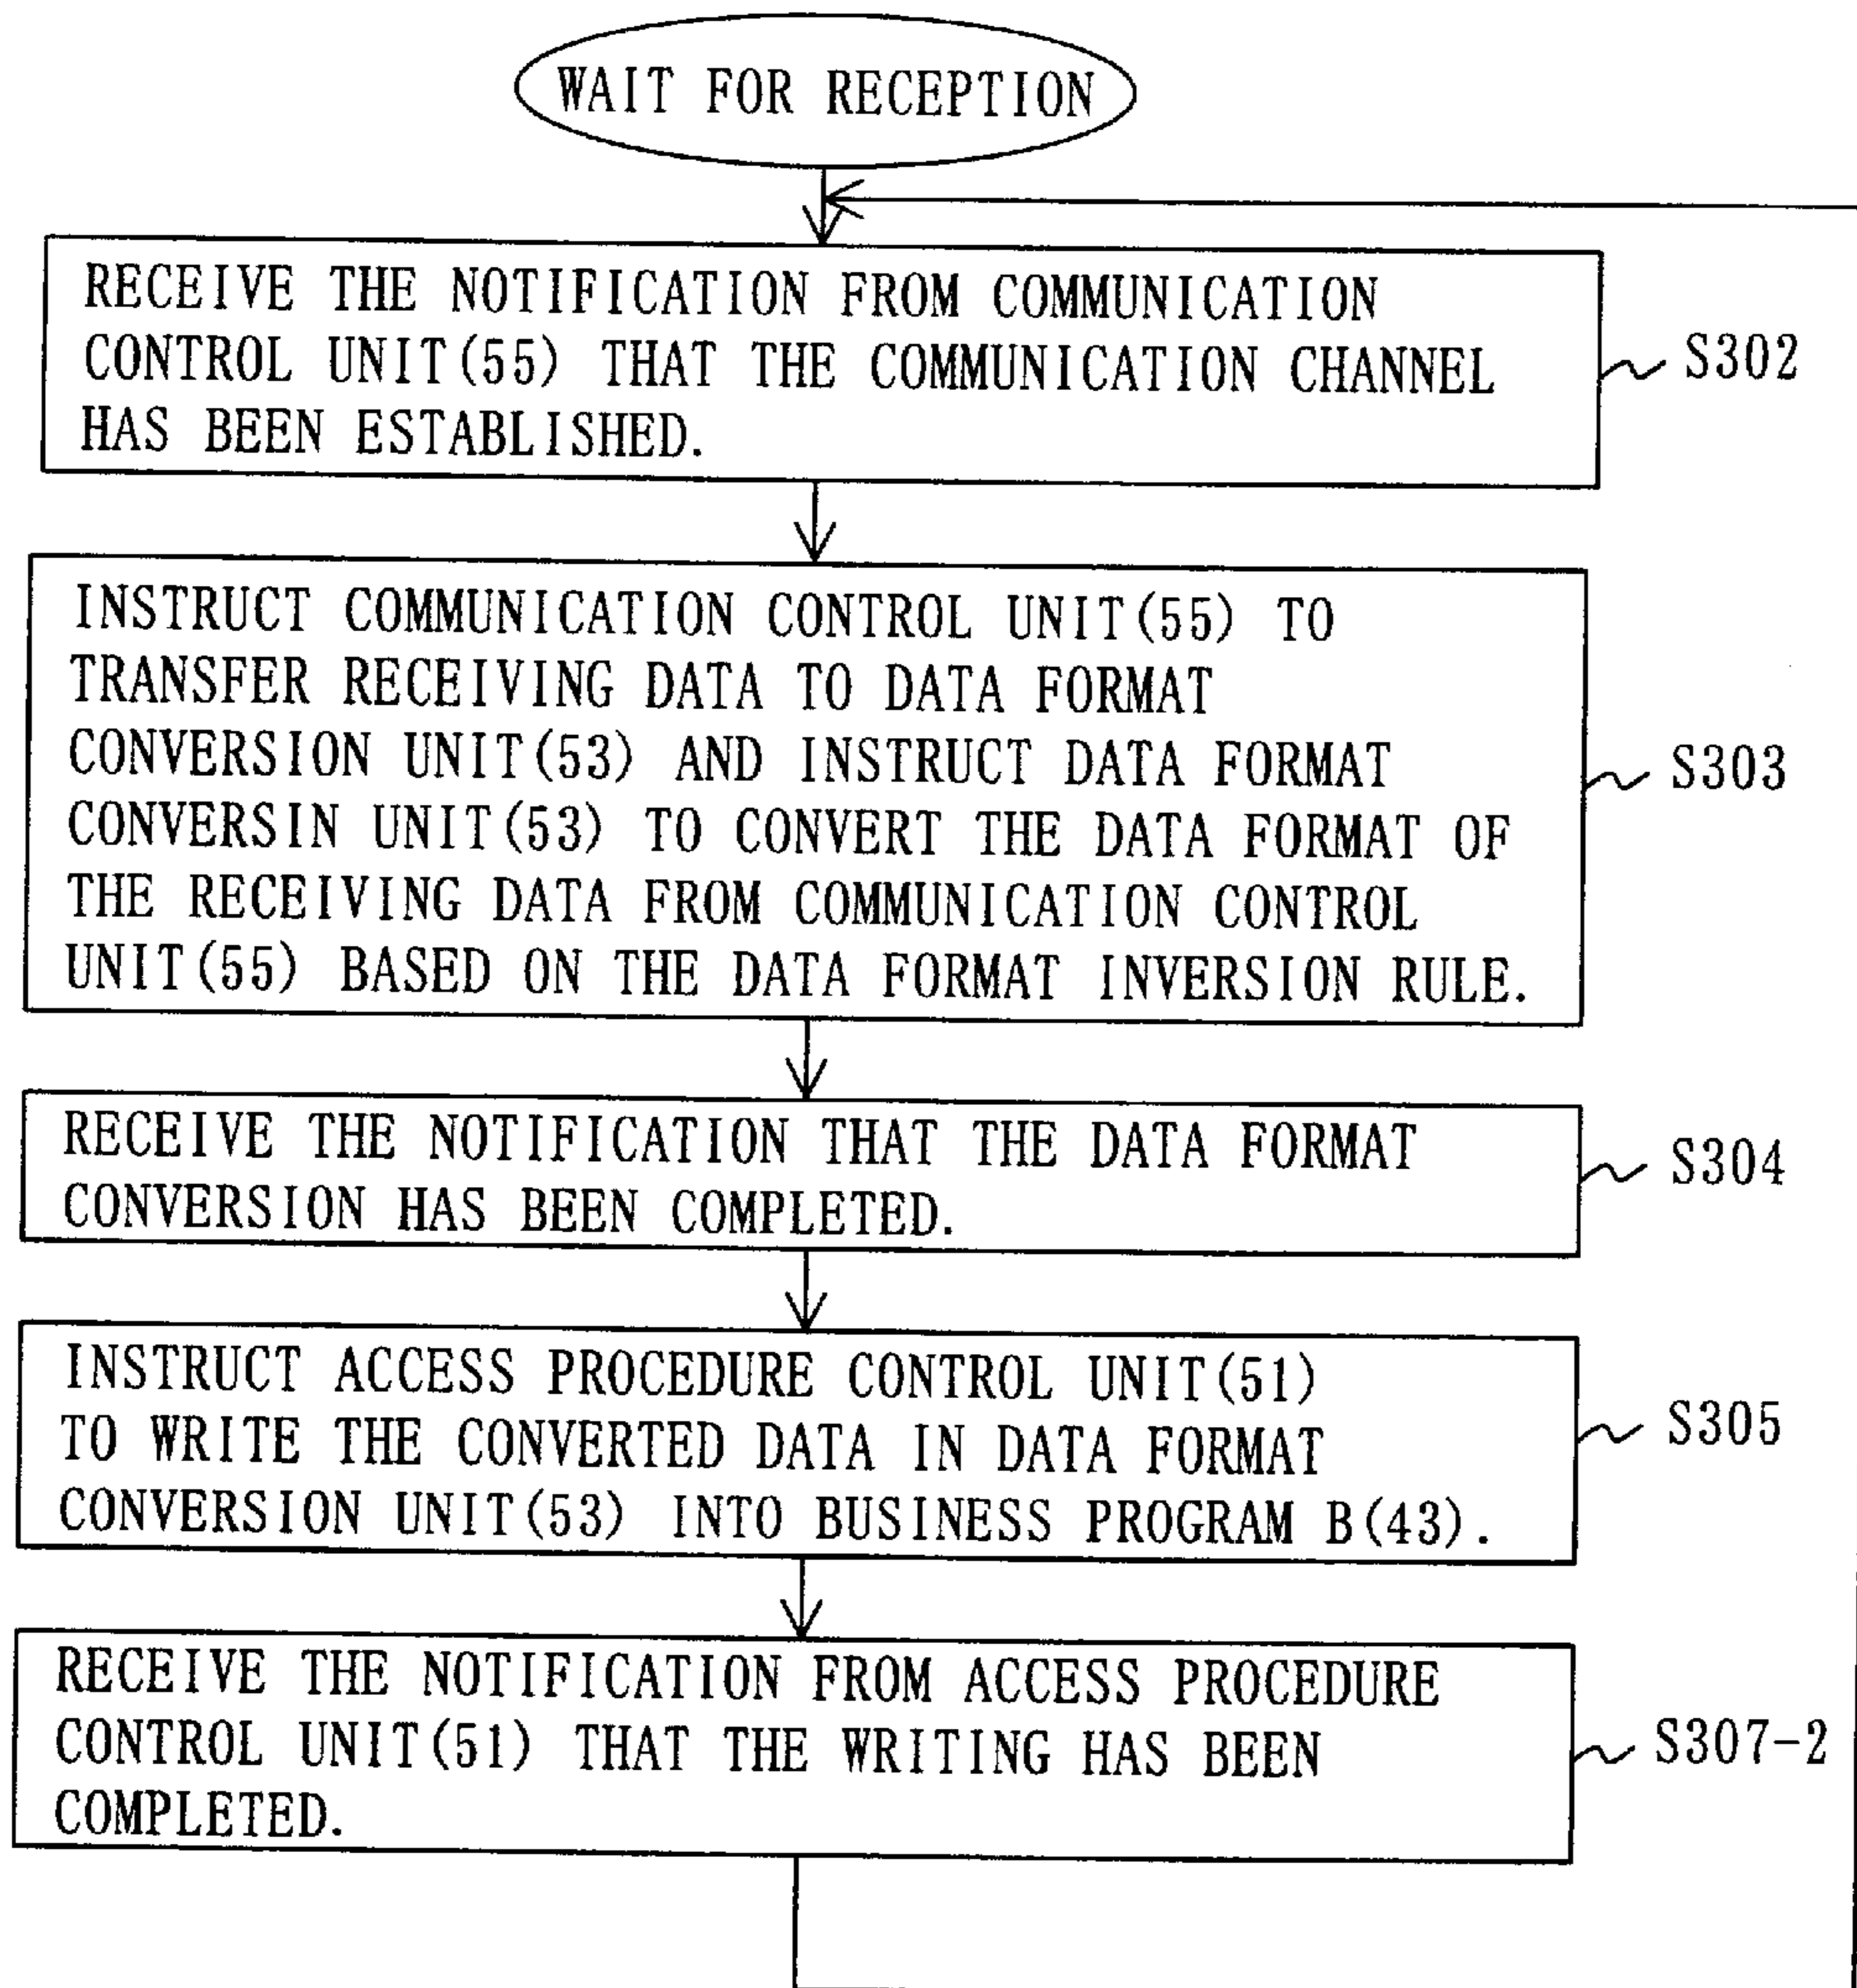 WAIT FOR RECEPTION
RECEIVE THE NOTIFICATION FROM COMMUNICATION
CONTROL UNIT(55) THAT THE COMMUNICATION CHANNEL
HAS BEEN ESTABLISHED.
S302
INSTRUCT COMMUNICATION CONTROL UNIT(55) TO
TRANSFER RECEIVING DATA TO DATA FORMAT
CONVERSION UNIT(53) AND INSTRUCT DATA FORMAT
CONVERSIN UNIT(53) TO CONVERT THE DATA FORMAT OF
THE RECEIVING DATA FROM COMMUNICATION CONTROL
UNIT(55) BASED ON THE DATA FORMAT INVERSION RULE.
S303
RECEIVE THE NOTIFICATION THAT THE DATA FORMAT
CONVERSION HAS BEEN COMPLETED.
S304
INSTRUCT ACCESS PROCEDURE CONTROL UNIT(51)
TO WRITE THE CONVERTED DATA IN DATA FORMAT
CONVERSION UNIT(53) INTO BUSINESS PROGRAM B(43).
S305
RECEIVE THE NOTIFICATION FROM ACCESS PROCEDURE
CONTROL UNIT(51) THAT THE WRITING HAS BEEN
COMPLETED.
S307-2